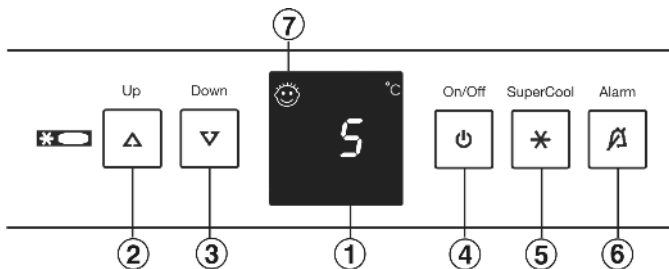 ⑦
Up Down °C On/Off SuperCool Alarm
5
② ③ ① ④ ⑤ ⑥